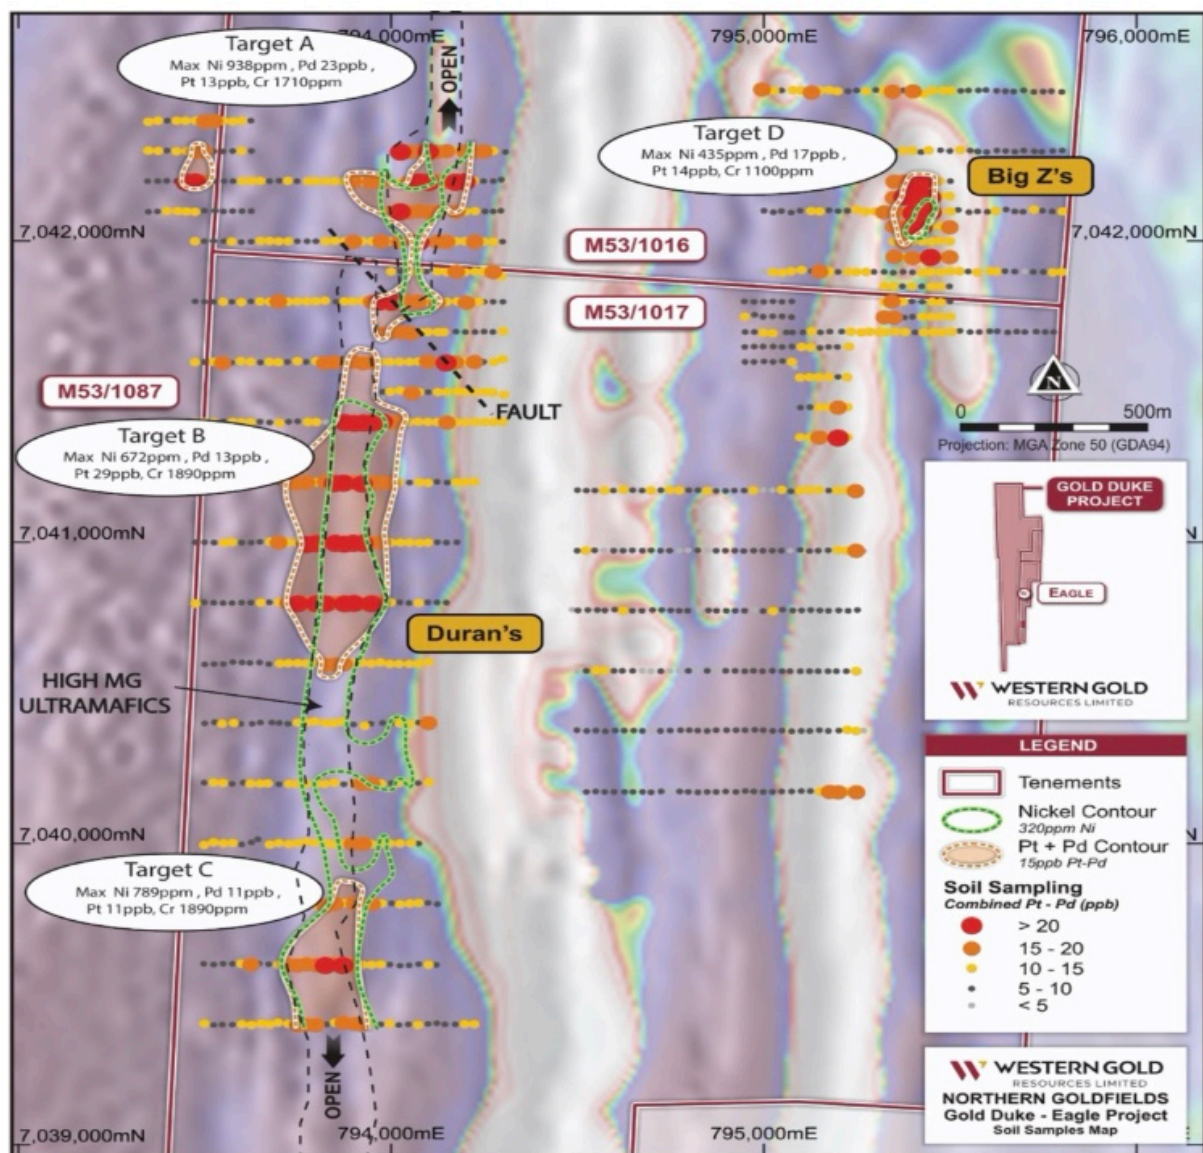 794,000mE
795,000mE
796,000mE
Target A
Max Ni 938ppm , Pd 23ppb ,
Pt 13ppb, Cr 1710ppm
OPEN
Target D
Max Ni 435ppm , Pd 17ppb ,
Pt 14ppb, Cr 1100ppm
Big Z's
7,042,000mN
7,042,000mN
M53/1016
M53/1017
M53/1087
FAULT
N
0 500m
Projection: MGA Zone 50 (GDA94)
Target B
Max Ni 672ppm , Pd 13ppb ,
Pt 29ppb, Cr 1890ppm
7,041,000mN
N
GOLD DUKE
PROJECT
EAGLE
WESTERN GOLD
RESOURCES LIMITED
Duran's
HIGH MG
ULTRAMAFICS
LEGEND
Tenements
Nickel Contour
320ppm Ni
Pt + Pd Contour
15ppb Pt-Pd
Soil Sampling
Combined Pt - Pd (ppb)
> 20
15 - 20
10 - 15
5 - 10
< 5
7,040,000mN
Target C
Max Ni 789ppm , Pd 11ppb ,
Pt 11ppb, Cr 1890ppm
OPEN
WESTERN GOLD
RESOURCES LIMITED
NORTHERN GOLDFIELDS
Gold Duke - Eagle Project
Soil Samples Map
7,039,000mN
794,000mE
795,000mE